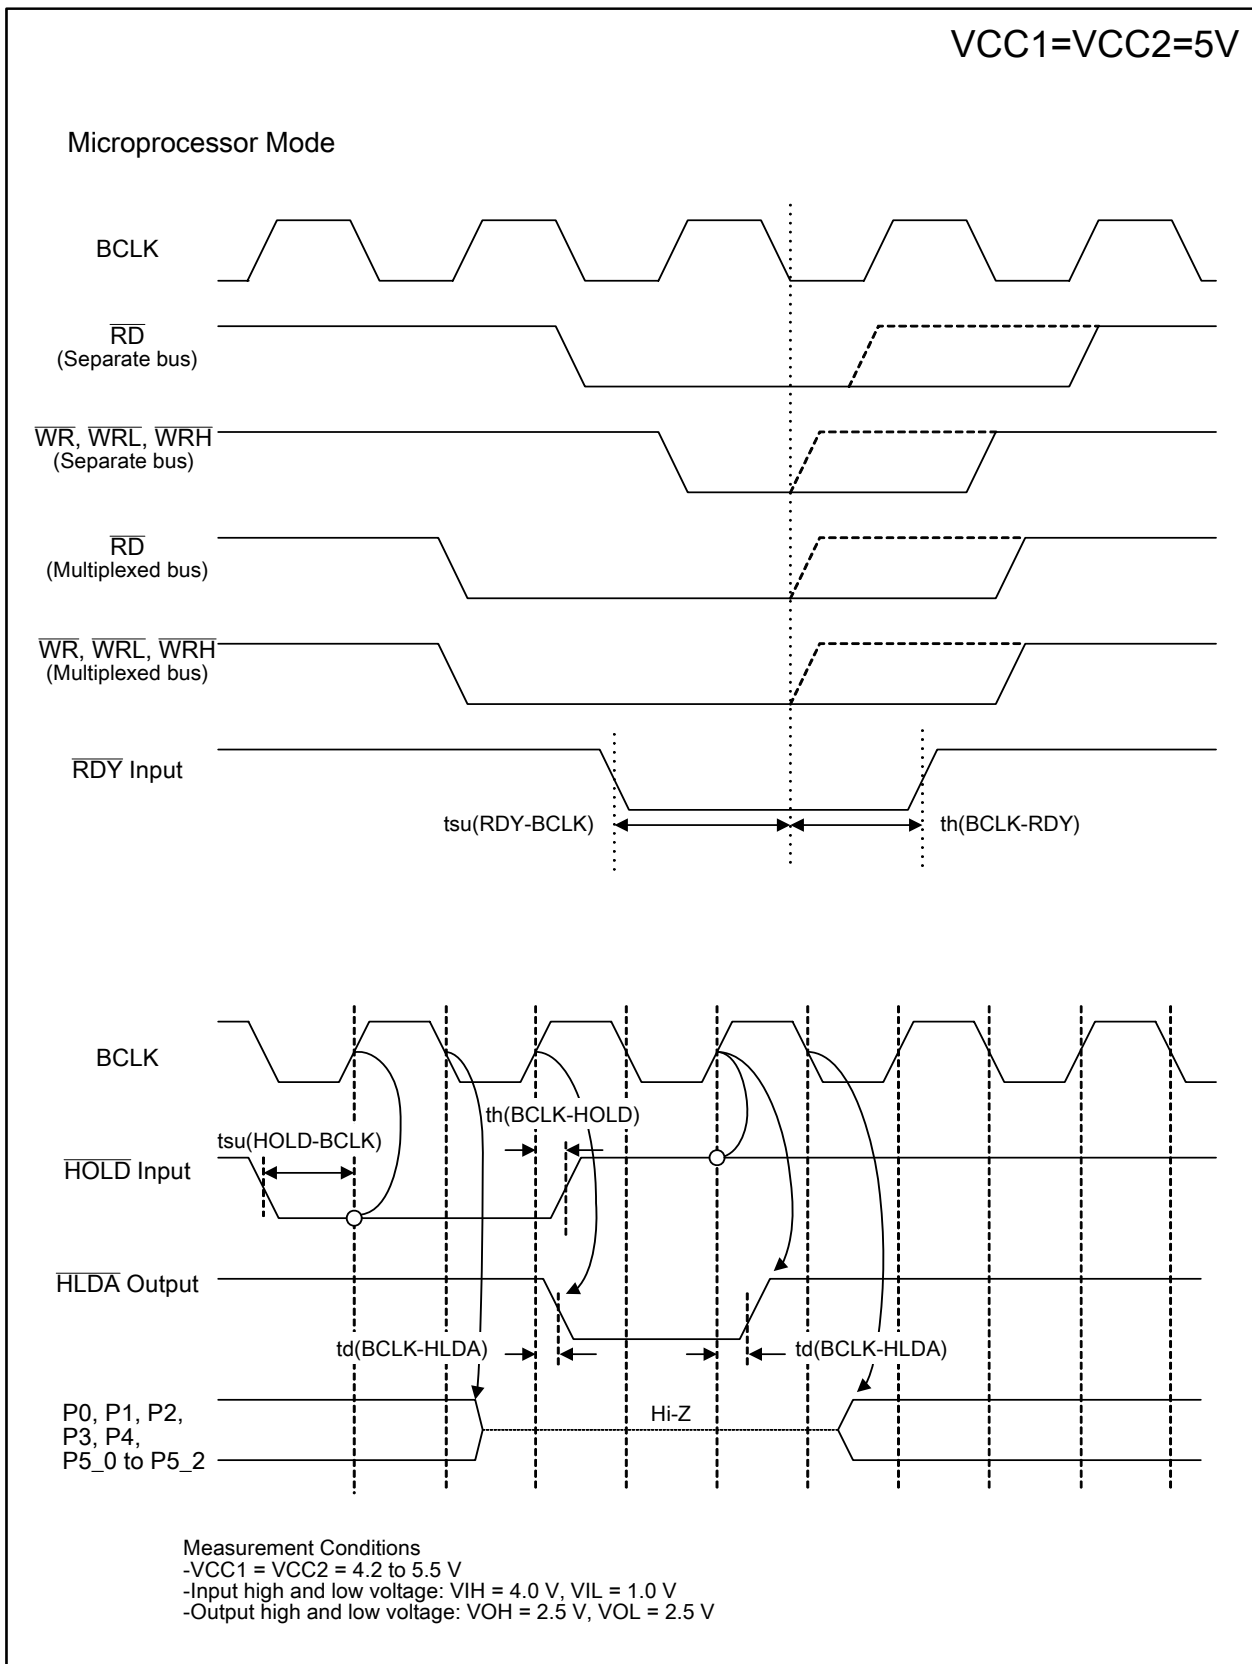 VCC1=VCC2=5V
Microprocessor Mode
BCLK
RD
(Separate bus)
WR, WRL, WRH
(Separate bus)
RD
(Multiplexed bus)
WR, WRL, WRH
(Multiplexed bus)
RDY Input
tsu(RDY-BCLK)
th(BCLK-RDY)
BCLK
th(BCLK-HOLD)
tsu(HOLD-BCLK)
HOLD Input
HLDA Output
td(BCLK-HLDA)
td(BCLK-HLDA)
P0, P1, P2,
P3, P4,
P5_0 to P5_2
Hi-Z
Measurement Conditions
-VCC1 = VCC2 = 4.2 to 5.5 V
-Input high and low voltage: VIH = 4.0 V, VIL = 1.0 V
-Output high and low voltage: VOH = 2.5 V, VOL = 2.5 V